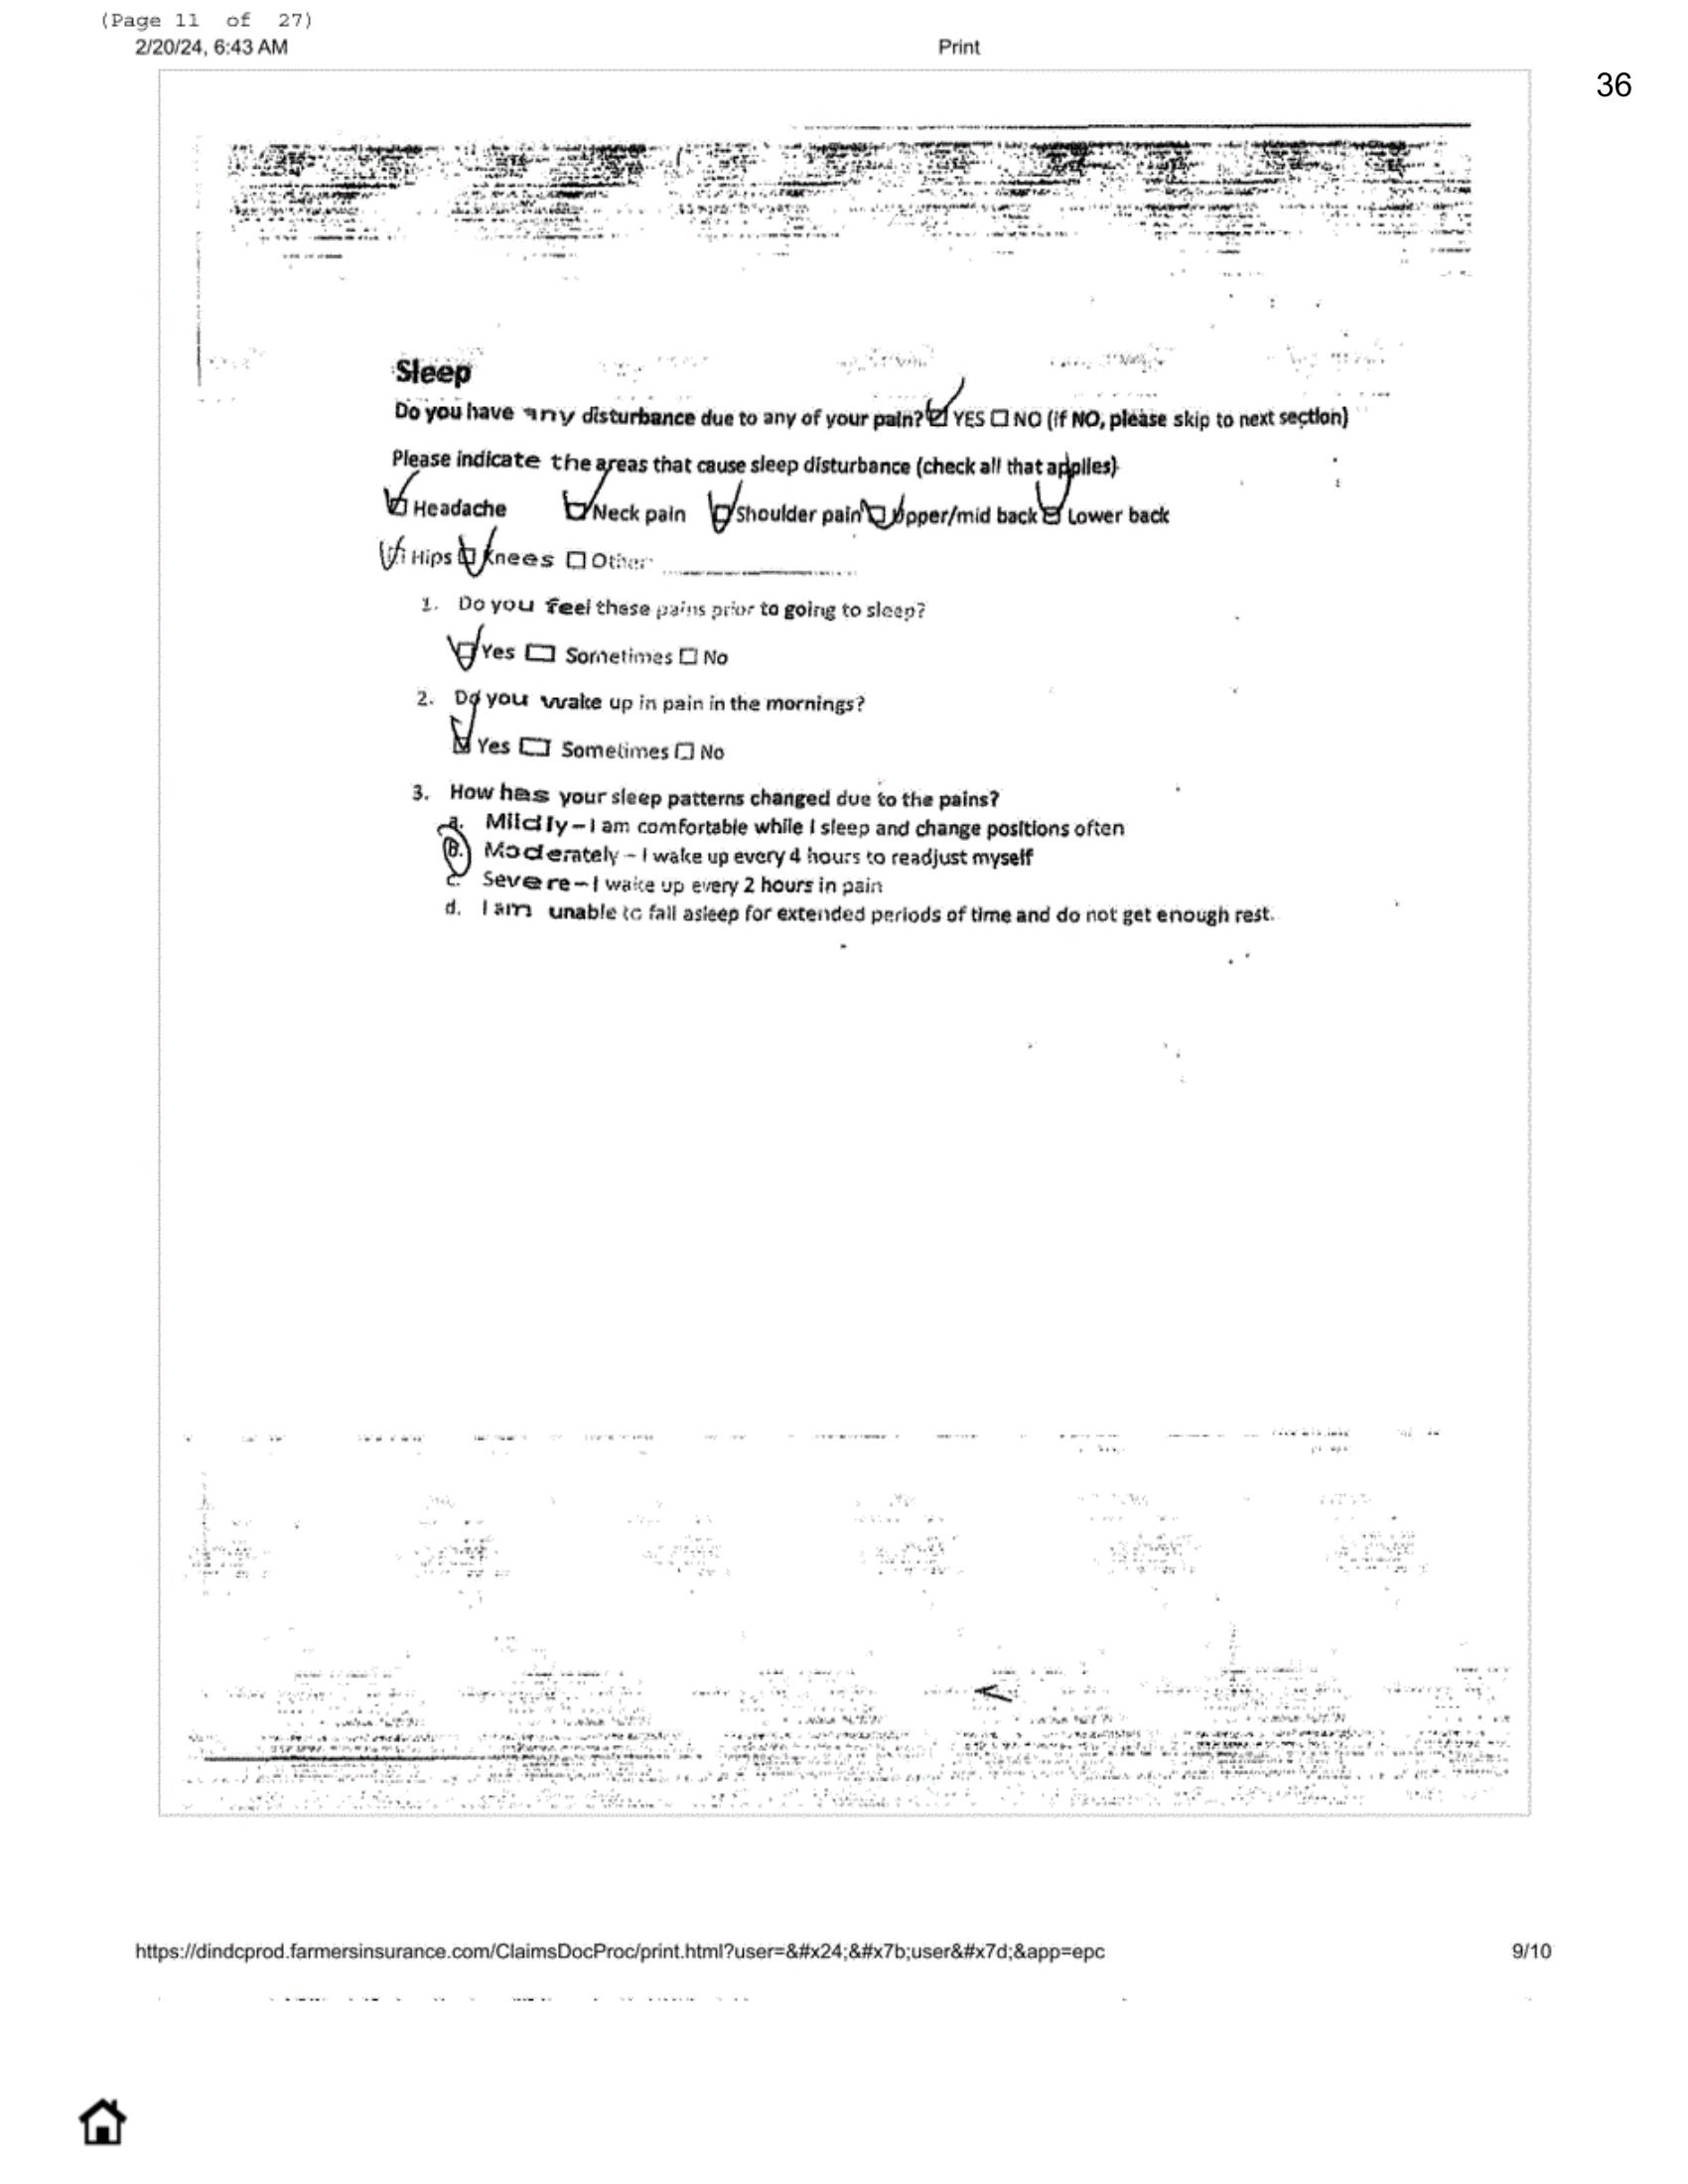 (Page 11 of 27)
2/20/24, 6:43 AM Print
36
Sleep
Do you have any disturbance due to any of your pain? ☑ YES ☐ NO (if NO, please skip to next section)
Please indicate the areas that cause sleep disturbance (check all that applies)
☑ Headache ☑ Neck pain ☑ Shoulder pain ☑ Upper/mid back ☑ Lower back
☑ Hips ☑ Knees ☐ Other
1. Do you feel these pains prior to going to sleep?
☑ Yes ☐ Sometimes ☐ No
2. Do you wake up in pain in the mornings?
☑ Yes ☐ Sometimes ☐ No
3. How has your sleep patterns changed due to the pains?
a. Mildly – I am comfortable while I sleep and change positions often
B. Moderately – I wake up every 4 hours to readjust myself
c. Severe – I wake up every 2 hours in pain
d. I am unable to fall asleep for extended periods of time and do not get enough rest.
https://dindcprod.farmersinsurance.com/ClaimsDocProc/print.html?user=&#x24;&#x7b;user&#x7d;&app=epc 9/10